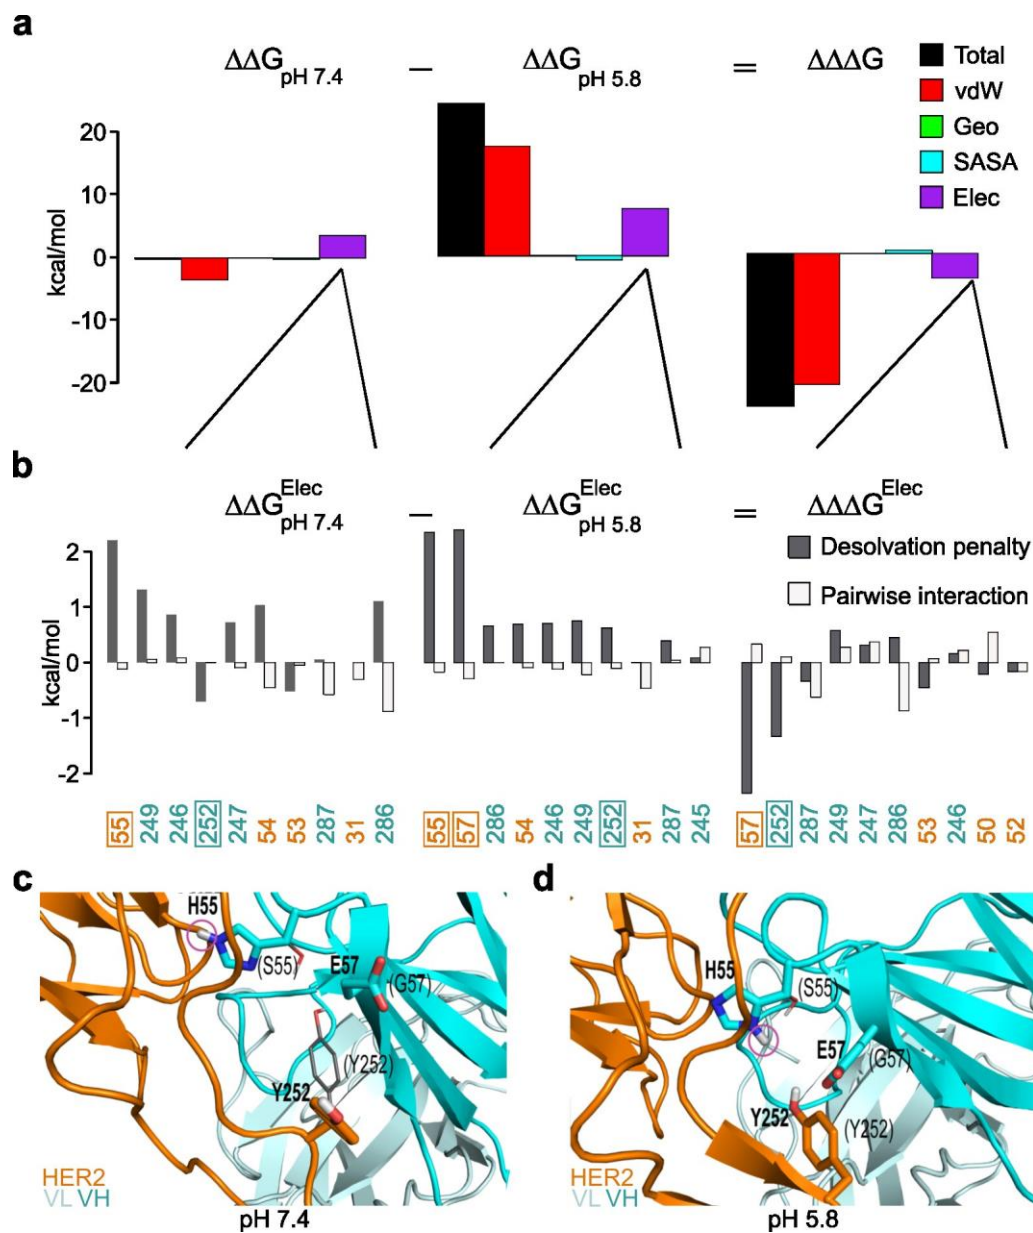 a
ΔΔG pH 7.4 – ΔΔG pH 5.8 = ΔΔΔG
Total
vdW
Geo
SASA
Elec
kcal/mol
20
10
0
-10
-20
b
ΔΔG Elec pH 7.4 – ΔΔG Elec pH 5.8 = ΔΔΔG Elec
Desolvation penalty
Pairwise interaction
kcal/mol
2
1
0
-1
-2
55 249 246 252 247 54 53 287 31 286 55 57 286 54 246 249 252 31 287 245 57 252 287 249 247 286 53 246 50 52
c
H55
(S55)
E57
(G57)
(Y252)
Y252
HER2
VL VH
pH 7.4
d
H55
(S55)
E57
(G57)
Y252
(Y252)
HER2
VL VH
pH 5.8